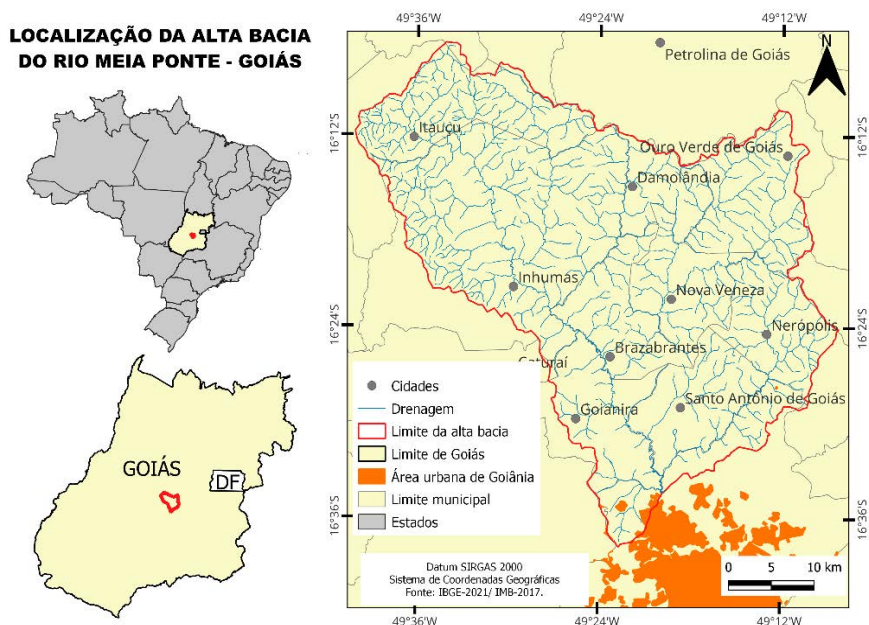 LOCALIZAÇÃO DA ALTA BACIA
DO RIO MEIA PONTE - GOIÁS
GOIÁS
DF
49°36'W
49°24'W
49°12'W
N
Petrolina de Goiás
16°12'S
Itauçu
16°12'S
Ouro Verde de Goiás
Damolândia
Inhumas
Nova Veneza
16°24'S
Nerópolis
16°24'S
Brazabrantes
Caturaí
Santo Antônio de Goiás
Goianira
Cidades
Drenagem
Limite da alta bacia
Limite de Goiás
Área urbana de Goiânia
Limite municipal
Estados
16°36'S
16°36'S
Datum SIRGAS 2000
Sistema de Coordenadas Geográficas
Fonte: IBGE-2021/ IMB-2017.
0 5 10 km
49°36'W
49°24'W
49°12'W